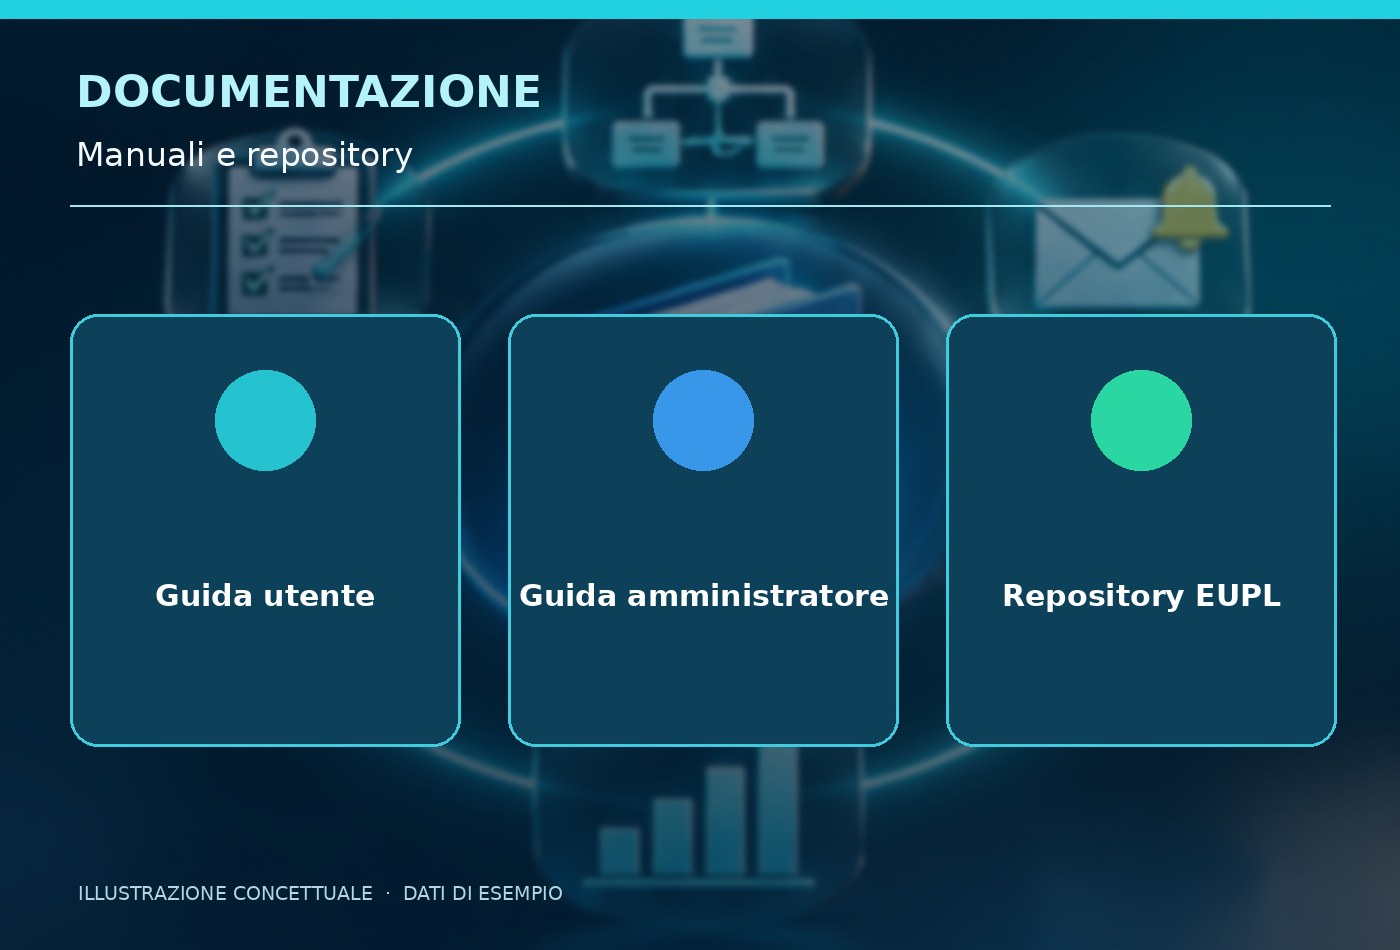 DOCUMENTAZIONE
Manuali e repository
Guida utente
Guida amministratore
Repository EUPL
ILLUSTRAZIONE CONCETTUALE · DATI DI ESEMPIO